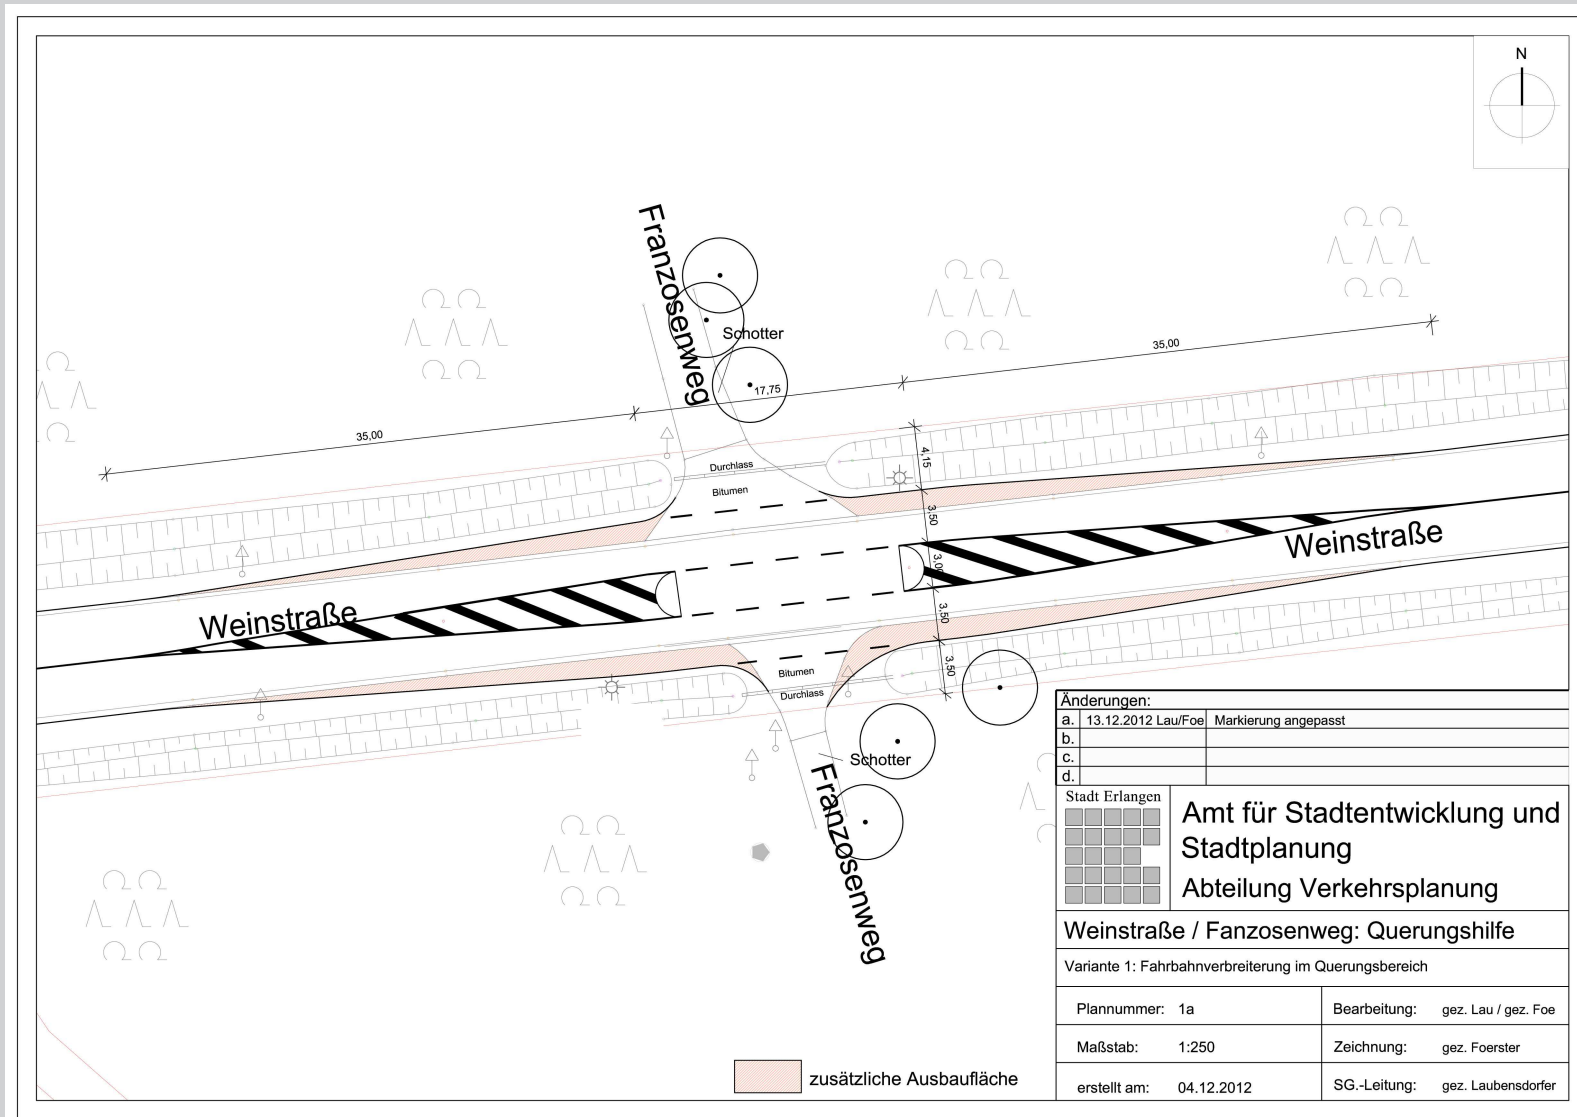 N
Franzosenweg
Schotter
35,00
17,75
35,00
4,15
3,50
3,00
3,50
3,50
Durchlass
Bitumen
Weinstraße
Weinstraße
Bitumen
Durchlass
Schotter
Franzosenweg
zusätzliche Ausbaufläche
Änderungen:
a. 13.12.2012 Lau/Foe Markierung angepasst
b.
c.
d.
Stadt Erlangen
Amt für Stadtentwicklung und
Stadtplanung
Abteilung Verkehrsplanung
Weinstraße / Fanzosenweg: Querungshilfe
Variante 1: Fahrbahnverbreiterung im Querungsbereich
Plannummer: 1a Bearbeitung: gez. Lau / gez. Foe
Maßstab: 1:250 Zeichnung: gez. Foerster
erstellt am: 04.12.2012 SG.-Leitung: gez. Laubensdorfer